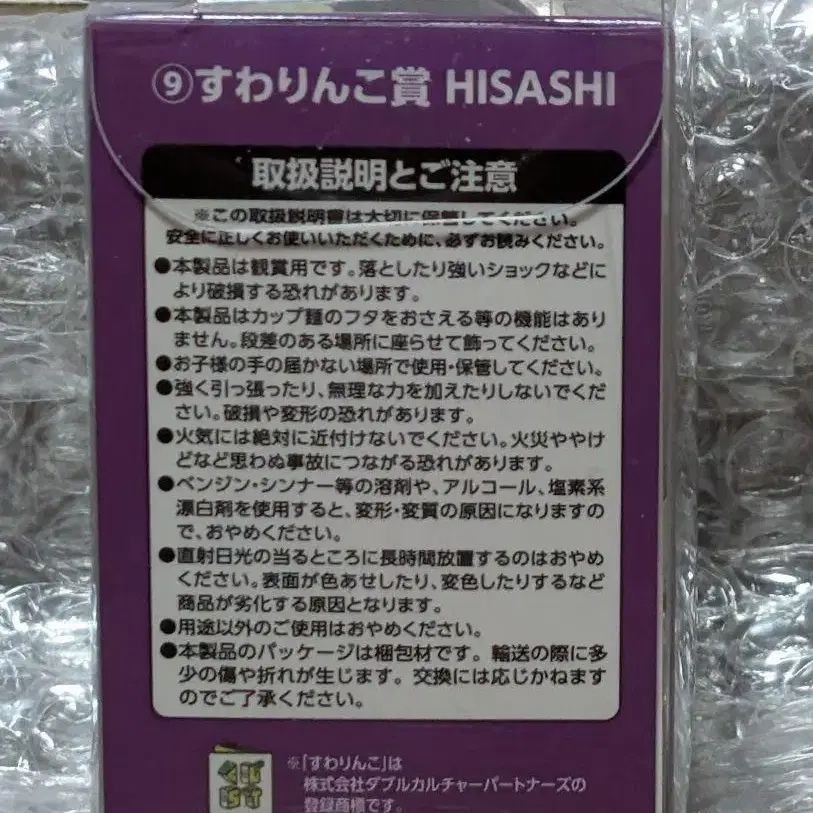 ⑨すわりんこ賞 HISASHI
取扱説明とご注意
※この取扱説明書は大切に保管してください。
安全に正しくお使いいただくために、必ずお読みください。
●本製品は観賞用です。落としたり強いショックなどに
より破損する恐れがあります。
●本製品はカップ麺のフタをおさえる等の機能はあり
ません。段差のある場所に座らせて飾ってください。
●お子様の手の届かない場所で使用・保管してください。
●強く引っ張ったり、無理な力を加えたりしないでくだ
さい。破損や変形の恐れがあります。
●火気には絶対に近付けないでください。火災ややけ
どなど思わぬ事故につながる恐れがあります。
●ベンジン・シンナー等の溶剤や、アルコール、塩素系
漂白剤を使用すると、変形・変質の原因になりますの
で、おやめください。
●直射日光の当るところに長時間放置するのはおやめ
ください。表面が色あせしたり、変色したりするなど
商品が劣化する原因となります。
●用途以外のご使用はおやめください。
●本製品のパッケージは梱包材です。輸送の際に多
少の傷や折れが生じます。交換には応じかねます
のでご了承ください。
※「すわりんこ」は
株式会社ダブルカルチャーパートナーズの
登録商標です。